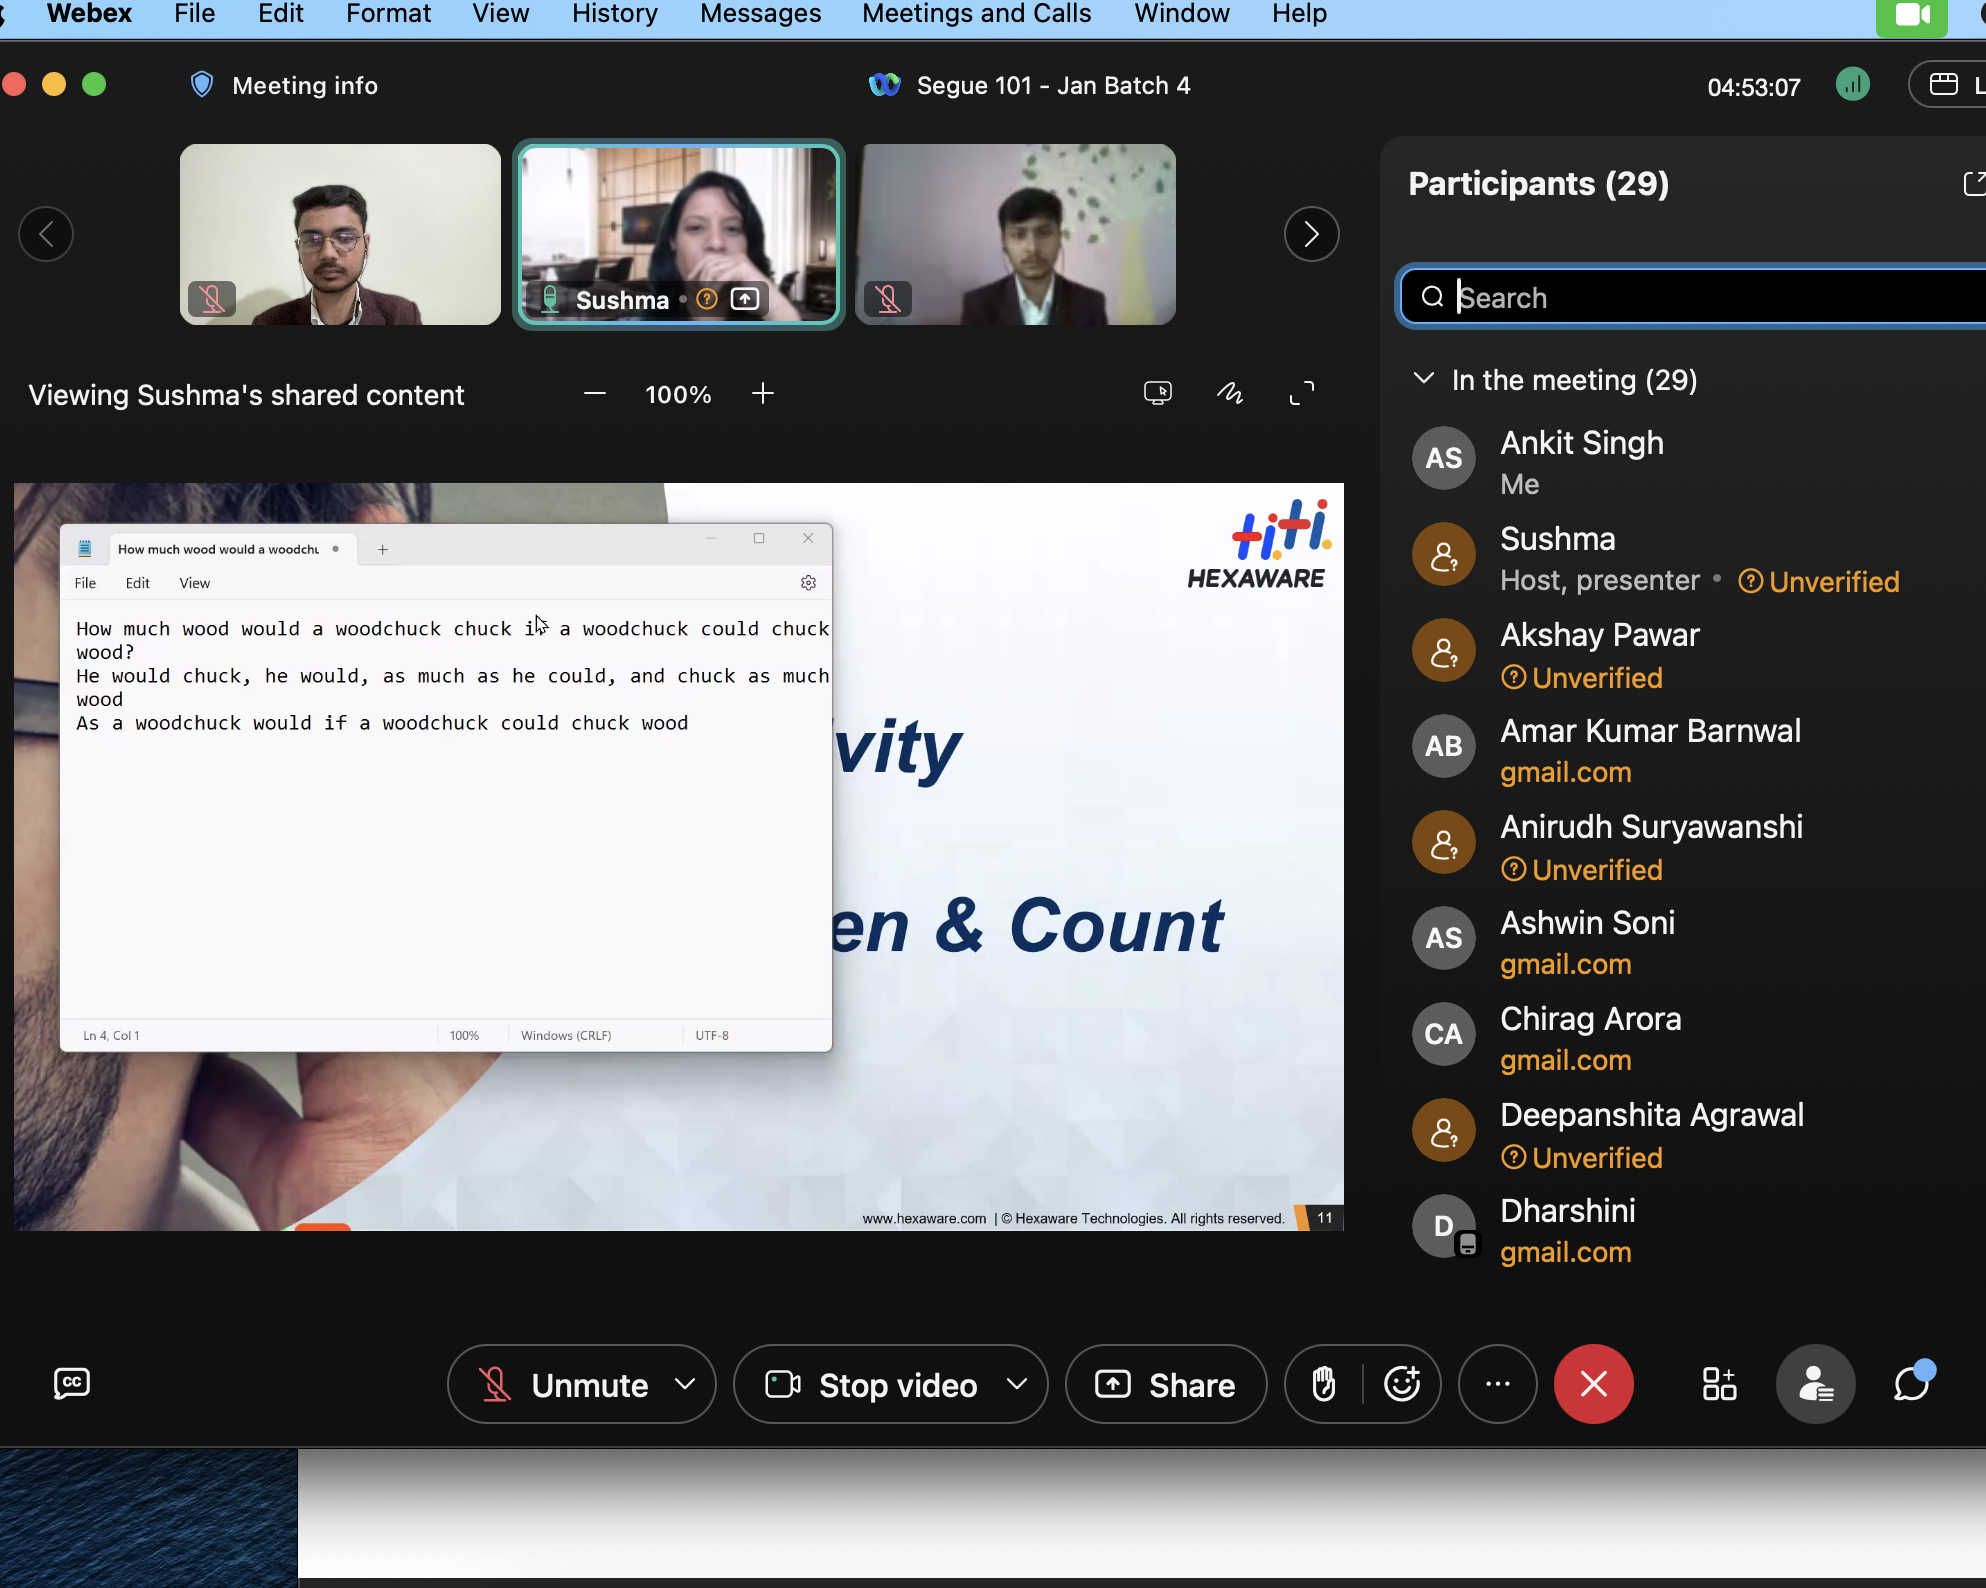 Webex File Edit Format View History Messages Meetings and Calls Window Help
Meeting info
Segue 101 - Jan Batch 4
04:53:07
L
Sushma
Participants (29)
Search
Viewing Sushma's shared content
100%
In the meeting (29)
AS
Ankit Singh
Me
Sushma
Host, presenter • Unverified
Akshay Pawar
Unverified
AB
Amar Kumar Barnwal
gmail.com
Anirudh Suryawanshi
Unverified
AS
Ashwin Soni
gmail.com
CA
Chirag Arora
gmail.com
Deepanshita Agrawal
Unverified
D
Dharshini
gmail.com
HEXAWARE
How much wood would a woodchu
File Edit View
How much wood would a woodchuck chuck if a woodchuck could chuck
wood?
He would chuck, he would, as much as he could, and chuck as much
wood
As a woodchuck would if a woodchuck could chuck wood
vity
en & Count
Ln 4, Col 1
100%
Windows (CRLF)
UTF-8
www.hexaware.com | © Hexaware Technologies. All rights reserved.
11
CC
Unmute
Stop video
Share